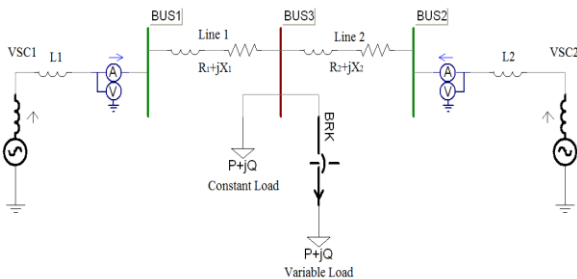 BUS1
BUS3
BUS2
VSC1
L1
Line 1
Line 2
L2
VSC2
A
V
R1+jX1
R2+jX2
A
V
BRK
P+jQ
Constant Load
P+jQ
Variable Load